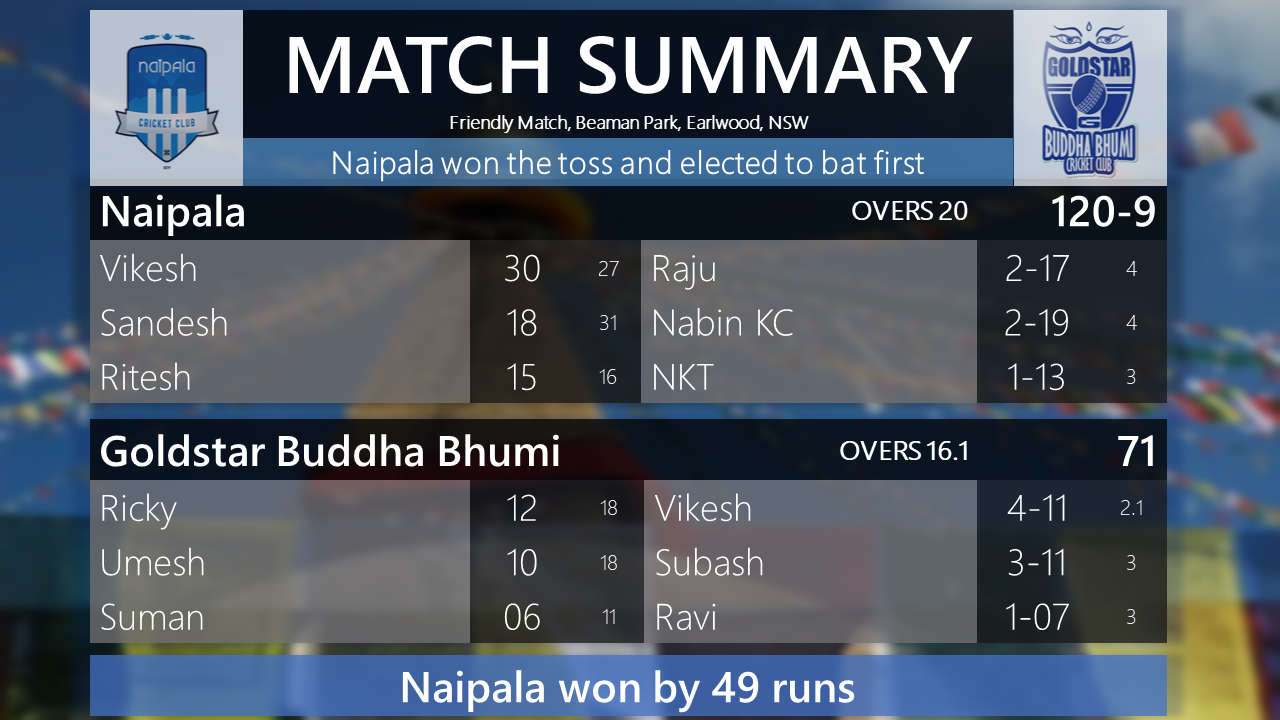 naipala
CRICKET CLUB
MATCH SUMMARY
Friendly Match, Beaman Park, Earlwood, NSW
Naipala won the toss and elected to bat first
GOLDSTAR
G
BUDDHA BHUMI
CRICKET CLUB
Naipala OVERS 20 120-9
Vikesh 30 27 Raju 2-17 4
Sandesh 18 31 Nabin KC 2-19 4
Ritesh 15 16 NKT 1-13 3
Goldstar Buddha Bhumi OVERS 16.1 71
Ricky 12 18 Vikesh 4-11 2.1
Umesh 10 18 Subash 3-11 3
Suman 06 11 Ravi 1-07 3
Naipala won by 49 runs